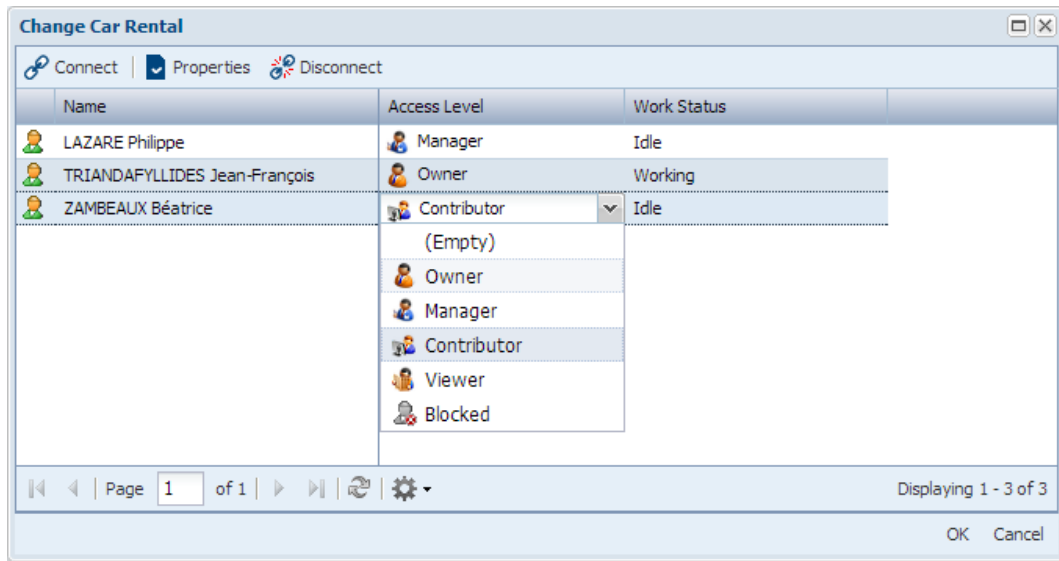 Change Car Rental
Connect Properties Disconnect
Name Access Level Work Status
LAZARE Philippe Manager Idle
TRIANDAFYLLIDES Jean-François Owner Working
ZAMBEAUX Béatrice Contributor Idle
(Empty)
Owner
Manager
Contributor
Viewer
Blocked
Page 1 of 1 Displaying 1 - 3 of 3
OK Cancel